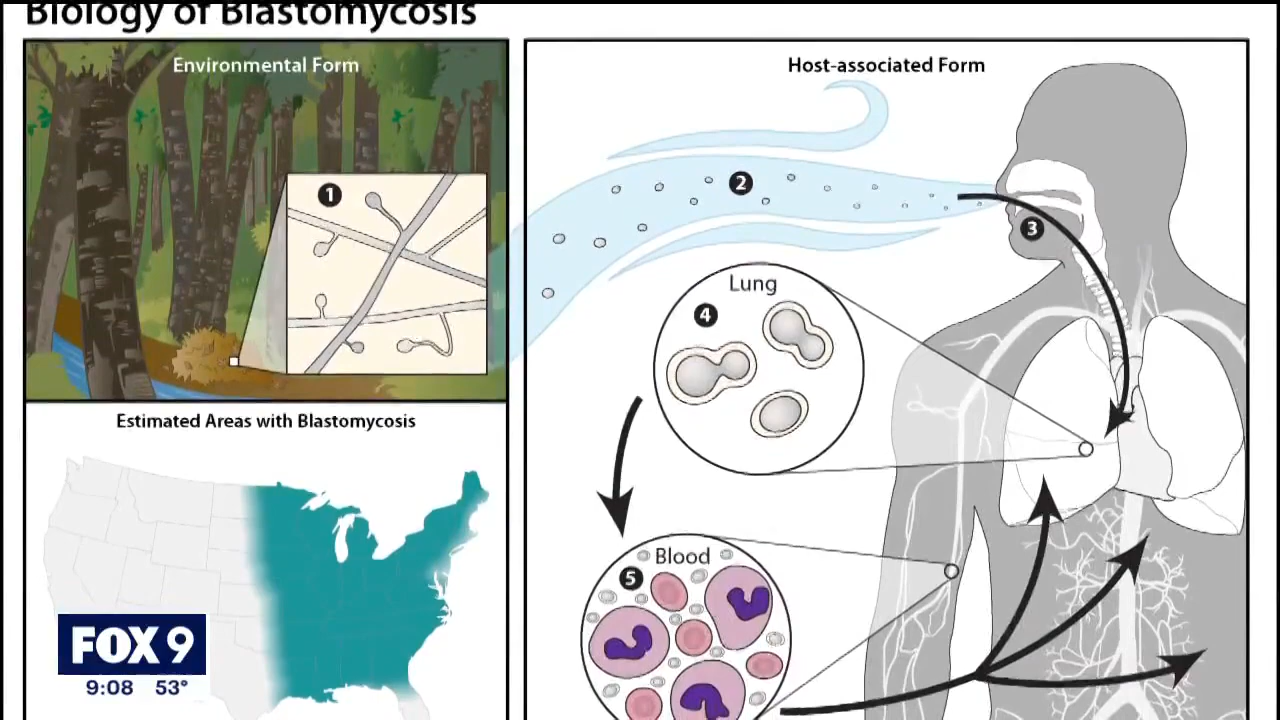 Biology of Blastomycosis
Environmental Form
1
Estimated Areas with Blastomycosis
FOX 9
9:08 53°
Host-associated Form
2
3
Lung
4
Blood
5